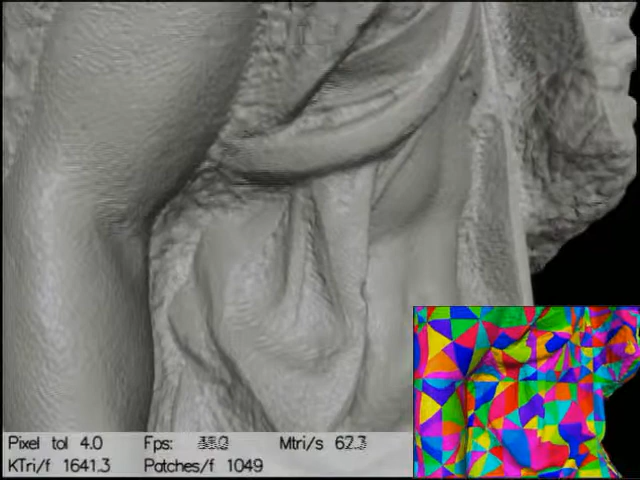 Pixel tol 4.0 Fps: Mtri/s 62.3
KTri/f 1641.3 Patches/f 1049